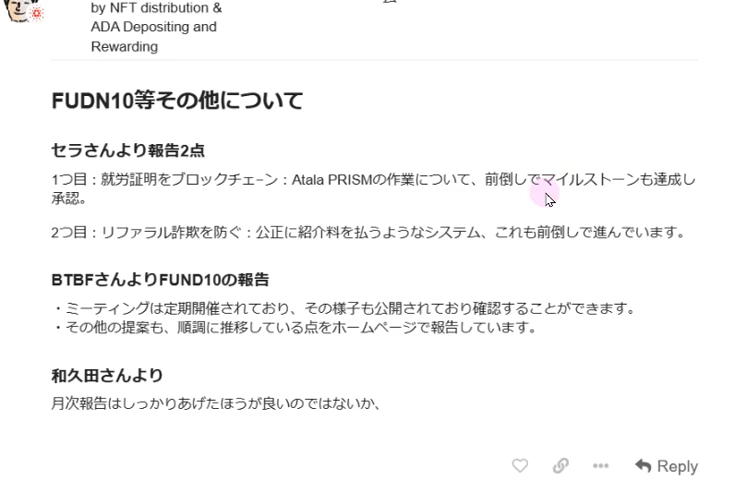 by NFT distribution &
ADA Depositing and
Rewarding
FUDN10等その他について
セラさんより報告2点
1つ目：就労証明をブロックチェーン：Atala PRISMの作業について、前倒しでマイルストーンも達成し
承認。
2つ目：リファラル詐欺を防ぐ：公正に紹介料を払うようなシステム、これも前倒しで進んでいます。
BTBFさんよりFUND10の報告
・ミーティングは定期開催されており、その様子も公開されており確認することができます。
・その他の提案も、順調に推移している点をホームページで報告しています。
和久田さんより
月次報告はしっかりあげたほうが良いのではないか、
Reply